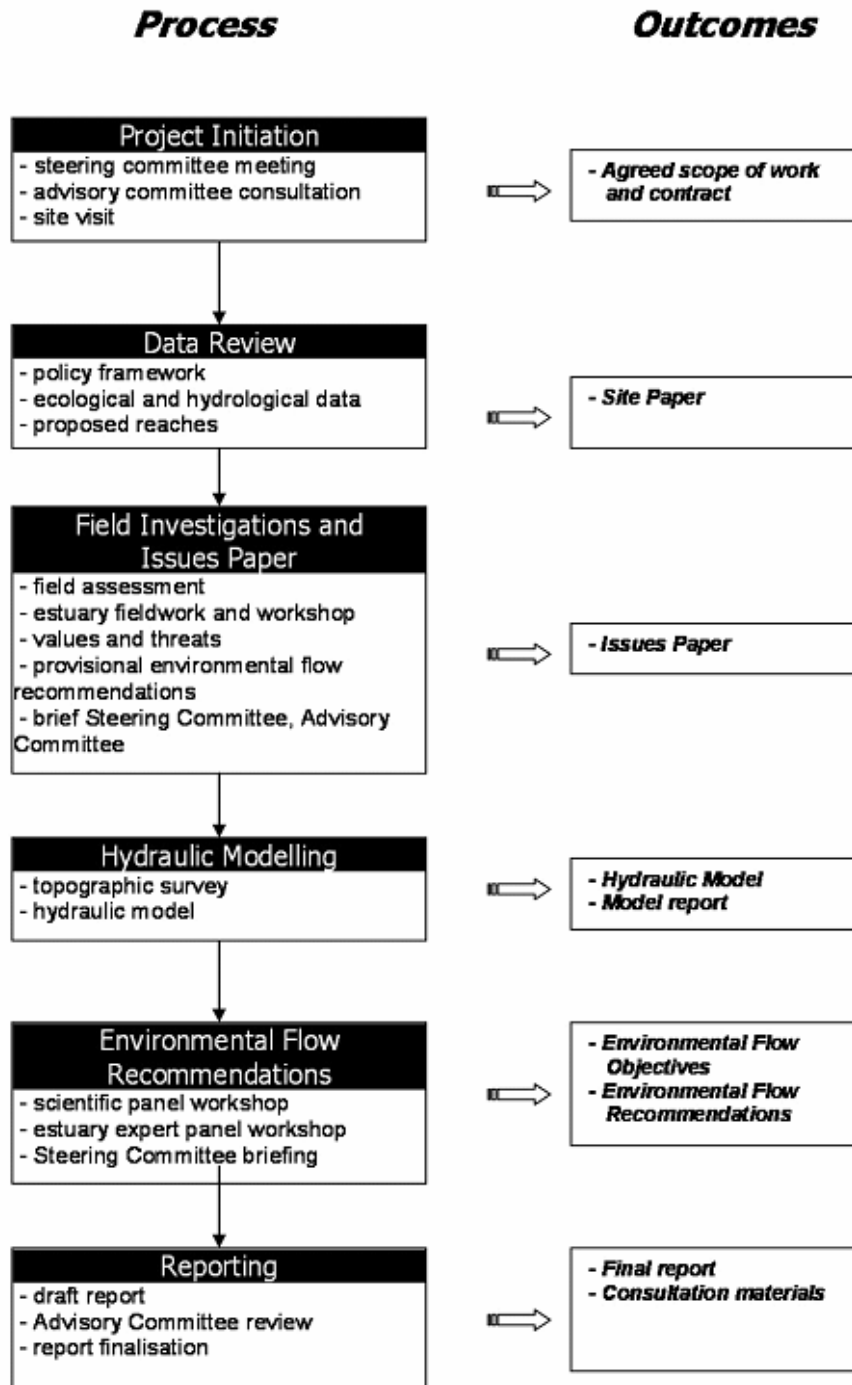 Process
Outcomes
Project Initiation
- steering committee meeting
- advisory committee consultation
- site visit
- Agreed scope of work
and contract
Data Review
- policy framework
- ecological and hydrological data
- proposed reaches
- Site Paper
Field Investigations and
Issues Paper
- field assessment
- estuary fieldwork and workshop
- values and threats
- provisional environmental flow
recommendations
- brief Steering Committee, Advisory
Committee
- Issues Paper
Hydraulic Modelling
- topographic survey
- hydraulic model
- Hydraulic Model
- Model report
Environmental Flow
Recommendations
- scientific panel workshop
- estuary expert panel workshop
- Steering Committee briefing
- Environmental Flow
Objectives
- Environmental Flow
Recommendations
Reporting
- draft report
- Advisory Committee review
- report finalisation
- Final report
- Consultation materials